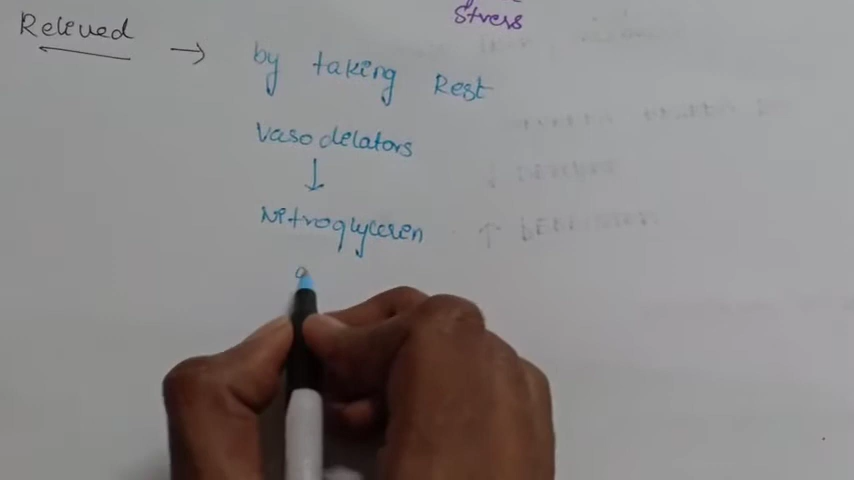 Stress
Relieved → by taking Rest
Vasodelators
↓
Nitroglyceren